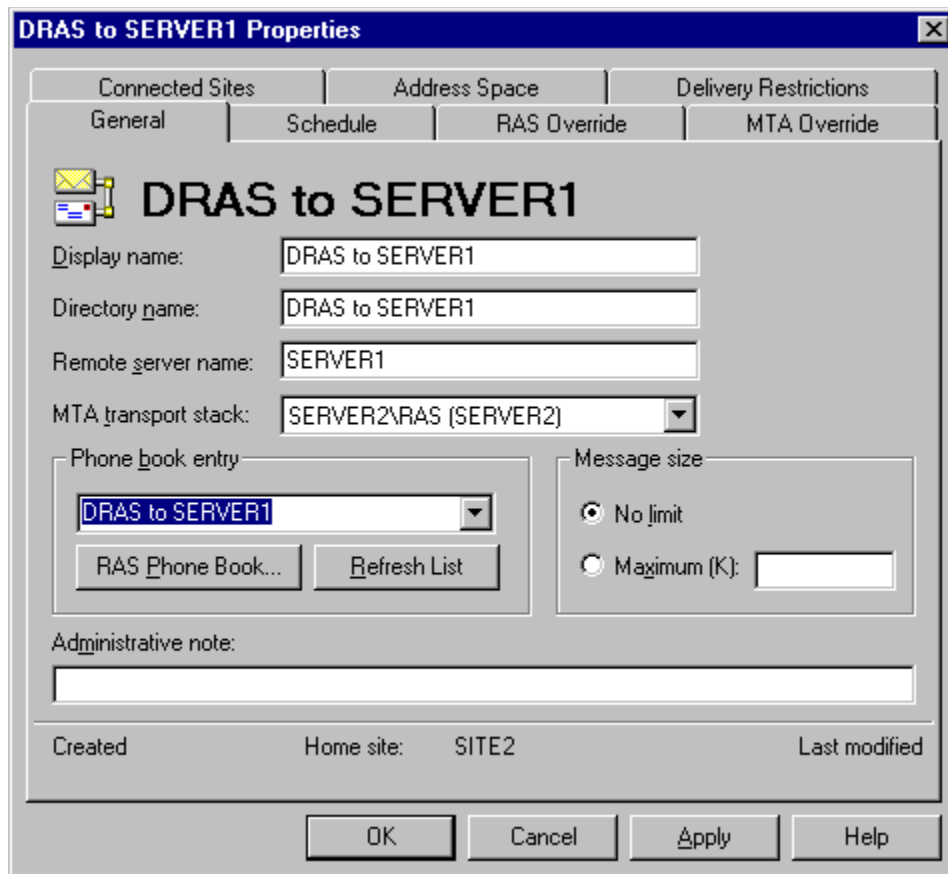 DRAS to SERVER1 Properties
Connected Sites Address Space Delivery Restrictions
General Schedule RAS Override MTA Override
DRAS to SERVER1
Display name: DRAS to SERVER1
Directory name: DRAS to SERVER1
Remote server name: SERVER1
MTA transport stack: SERVER2\RAS (SERVER2)
Phone book entry Message size
DRAS to SERVER1 No limit
RAS Phone Book... Refresh List Maximum (K):
Administrative note:
Created Home site: SITE2 Last modified
OK Cancel Apply Help